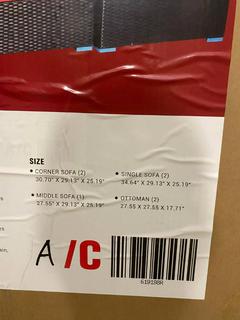 SIZE
• CORNER SOFA (2)
30.70" X 29.13" X 25.19"
• SINGLE SOFA (2)
34.64" X 29.13" X 25.19"
• MIDDLE SOFA (1)
27.55" X 29.13" X 25.19"
• OTTOMAN (2)
27.55 X 27.55 X 17.71"
A /C
619198R